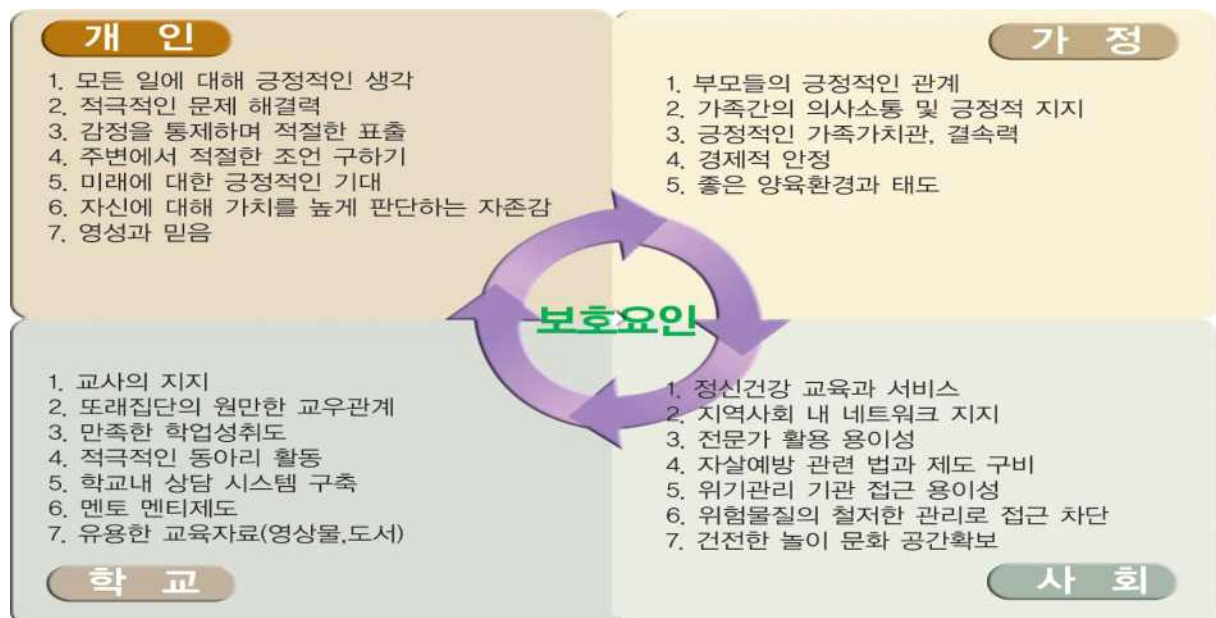 개 인
1. 모든 일에 대해 긍정적인 생각
2. 적극적인 문제 해결력
3. 감정을 통제하며 적절한 표출
4. 주변에서 적절한 조언 구하기
5. 미래에 대한 긍정적인 기대
6. 자신에 대해 가치를 높게 판단하는 자존감
7. 영성과 믿음
가 정
1. 부모들의 긍정적인 관계
2. 가족간의 의사소통 및 긍정적 지지
3. 긍정적인 가족가치관, 결속력
4. 경제적 안정
5. 좋은 양육환경과 태도
보호요인
1. 교사의 지지
2. 또래집단의 원만한 교우관계
3. 만족한 학업성취도
4. 적극적인 동아리 활동
5. 학교내 상담 시스템 구축
6. 멘토 멘티제도
7. 유용한 교육자료(영상물,도서)
학 교
1. 정신건강 교육과 서비스
2. 지역사회 내 네트워크 지지
3. 전문가 활용 용이성
4. 자살예방 관련 법과 제도 구비
5. 위기관리 기관 접근 용이성
6. 위험물질의 철저한 관리로 접근 차단
7. 건전한 놀이 문화 공간확보
사 회